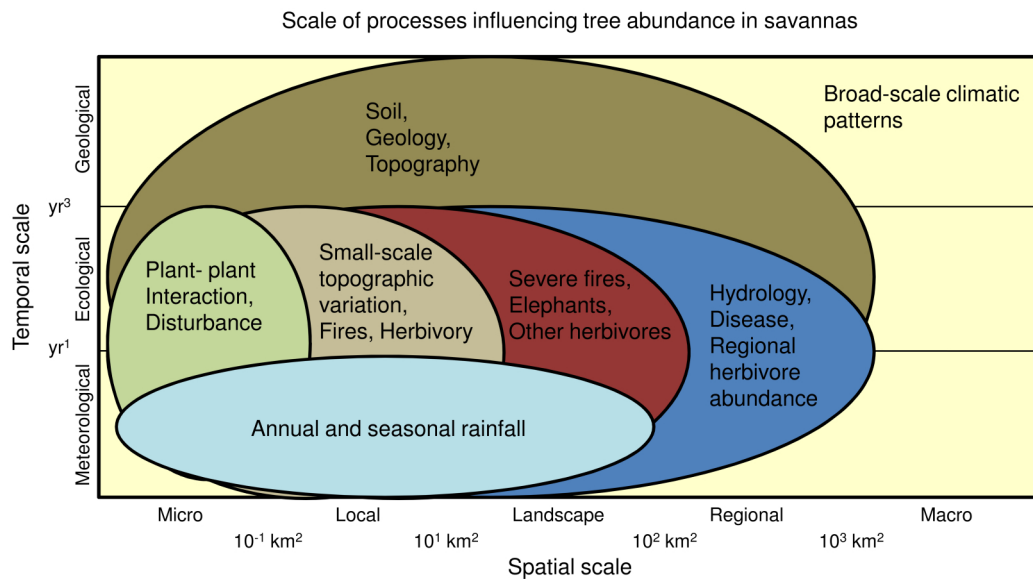 Scale of processes influencing tree abundance in savannas
Broad-scale climatic
patterns
Soil,
Geology,
Topography
Plant- plant
Interaction,
Disturbance
Small-scale
topographic
variation,
Fires, Herbivory
Severe fires,
Elephants,
Other herbivores
Hydrology,
Disease,
Regional
herbivore
abundance
Annual and seasonal rainfall
Temporal scale
Geological
yr³
Ecological
yr¹
Meteorological
Micro
Local
Landscape
Regional
Macro
10⁻¹ km²
10¹ km²
10² km²
10³ km²
Spatial scale